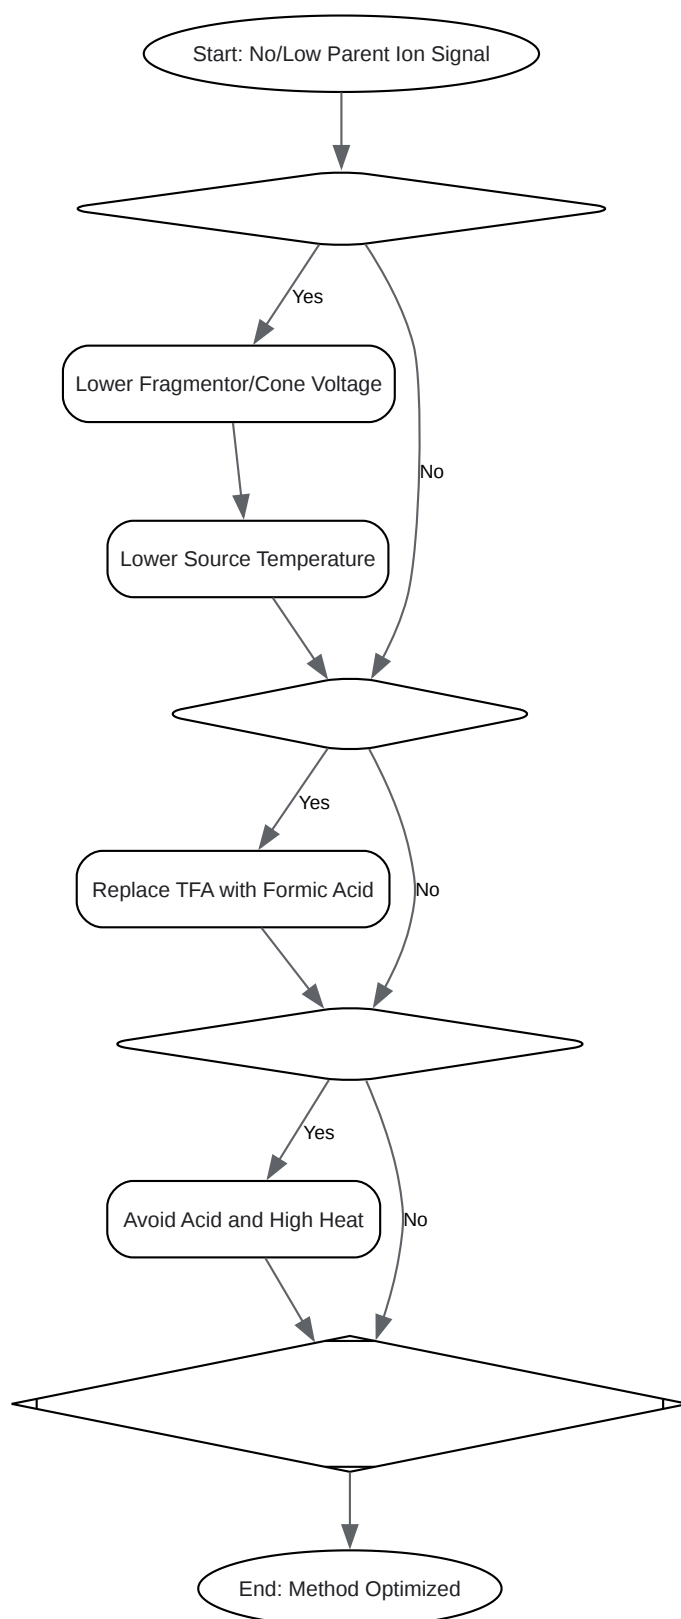 Start: No/Low Parent Ion Signal
Yes
Lower Fragmentor/Cone Voltage
No
Lower Source Temperature
Yes
Replace TFA with Formic Acid
No
Yes
Avoid Acid and High Heat
No
End: Method Optimized